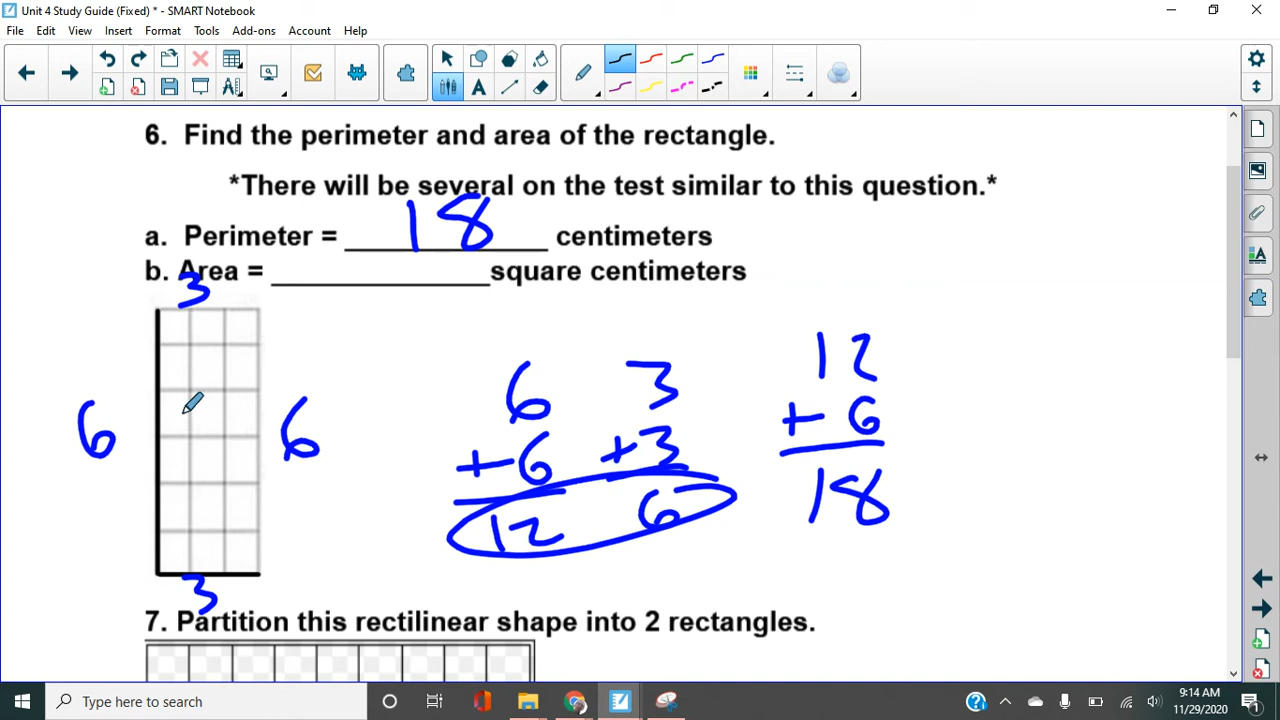 Unit 4 Study Guide (Fixed) * - SMART Notebook
File Edit View Insert Format Tools Add-ons Account Help
6. Find the perimeter and area of the rectangle.
*There will be several on the test similar to this question.*
a. Perimeter = 18 centimeters
b. Area = ____________ square centimeters
3
6 6
3
6 3
+6 +3
12 6
12
+ 6
18
7. Partition this rectilinear shape into 2 rectangles.
Type here to search
9:14 AM
11/29/2020
1